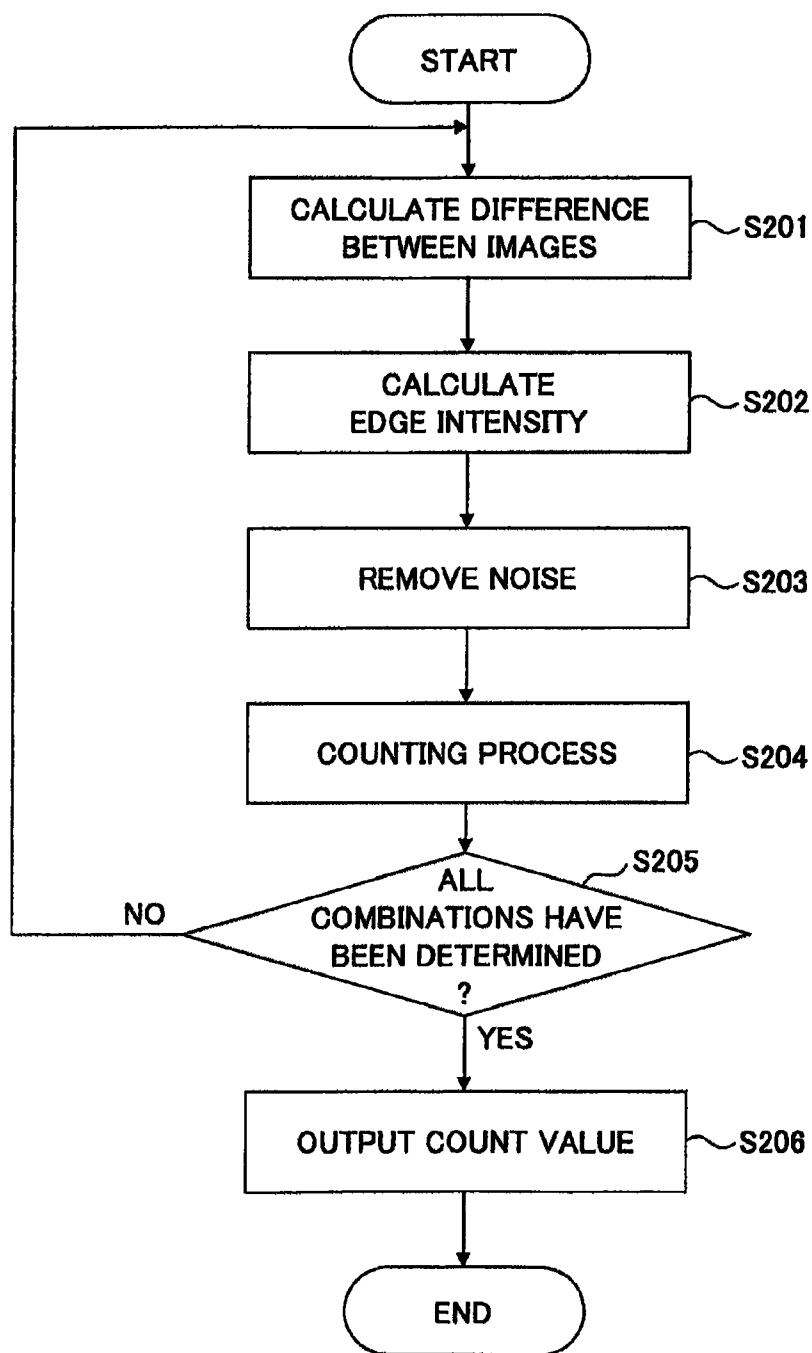 START
CALCULATE DIFFERENCE
BETWEEN IMAGES
S201
CALCULATE
EDGE INTENSITY
S202
REMOVE NOISE
S203
COUNTING PROCESS
S204
S205
ALL
COMBINATIONS HAVE
BEEN DETERMINED
?
NO
YES
OUTPUT COUNT VALUE
S206
END